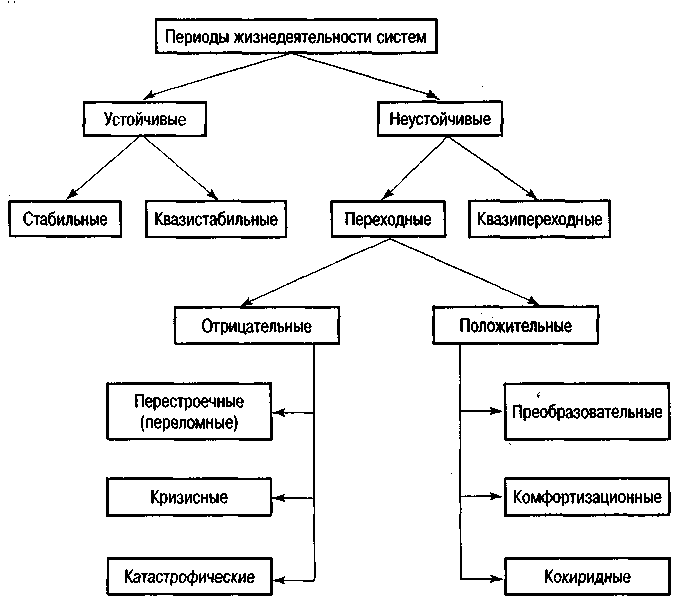 Периоды жизнедеятельности систем
Устойчивые
Неустойчивые
Стабильные
Квазистабильные
Переходные
Квазипереходные
Отрицательные
Положительные
Перестроечные
(переломные)
Преобразовательные
Кризисные
Комфортизационные
Катастрофические
Кокиридные